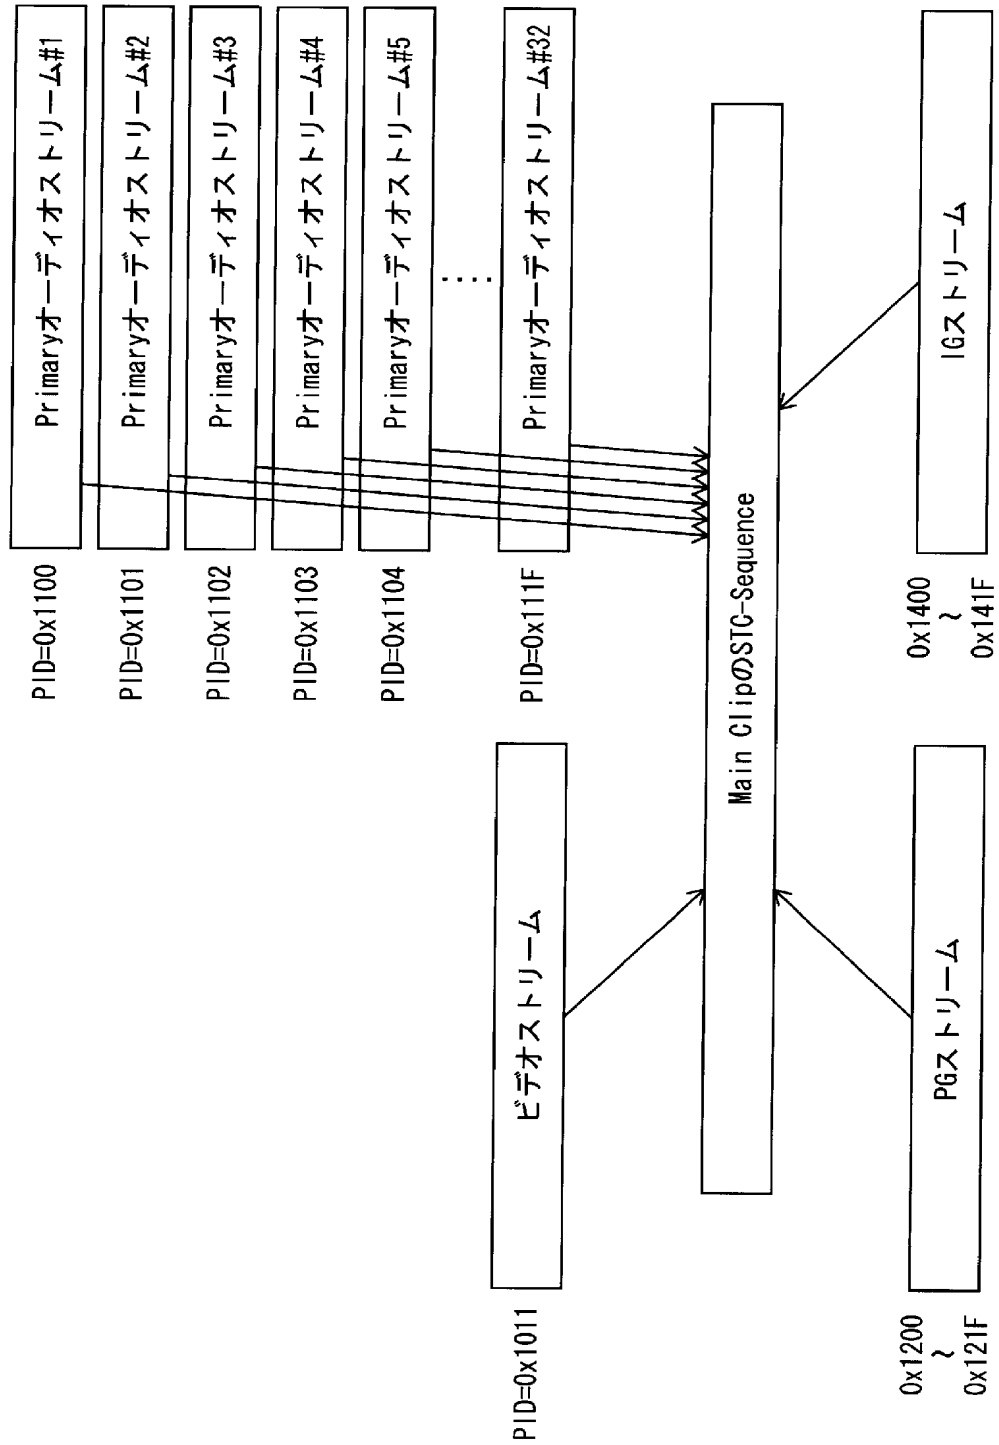 PID=0x1100
Primaryオーディオストリーム#1
PID=0x1101
Primaryオーディオストリーム#2
PID=0x1102
Primaryオーディオストリーム#3
PID=0x1103
Primaryオーディオストリーム#4
PID=0x1104
Primaryオーディオストリーム#5
.....
PID=0x1011
ビデオストリーム
PID=0x111F
Primaryオーディオストリーム#32
Main ClipのSTC-Sequence
0x1200
~
0x121F
PGストリーム
0x1400
~
0x141F
IGストリーム